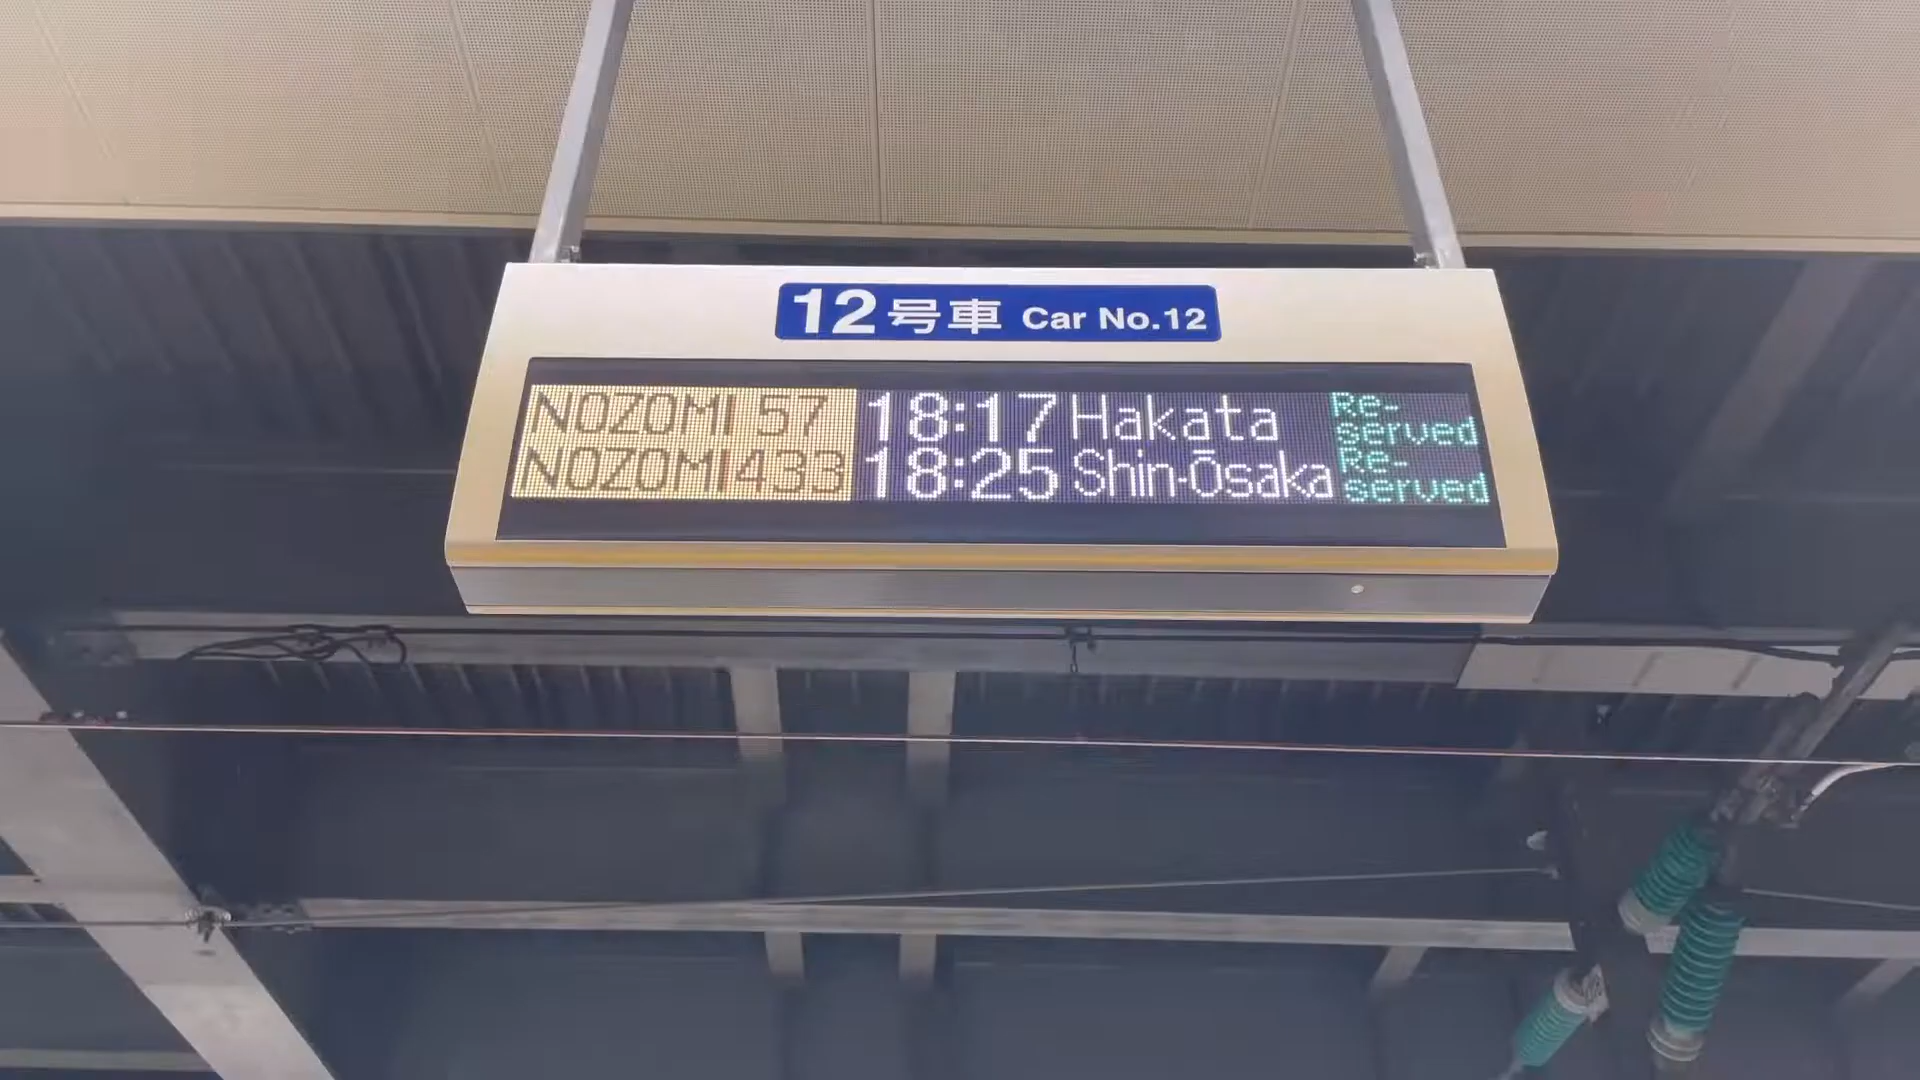 12号車 Car No.12
NOZOMI 57 18:17 Hakata Re-served
NOZOMI 433 18:25 Shin-Ōsaka Re-served